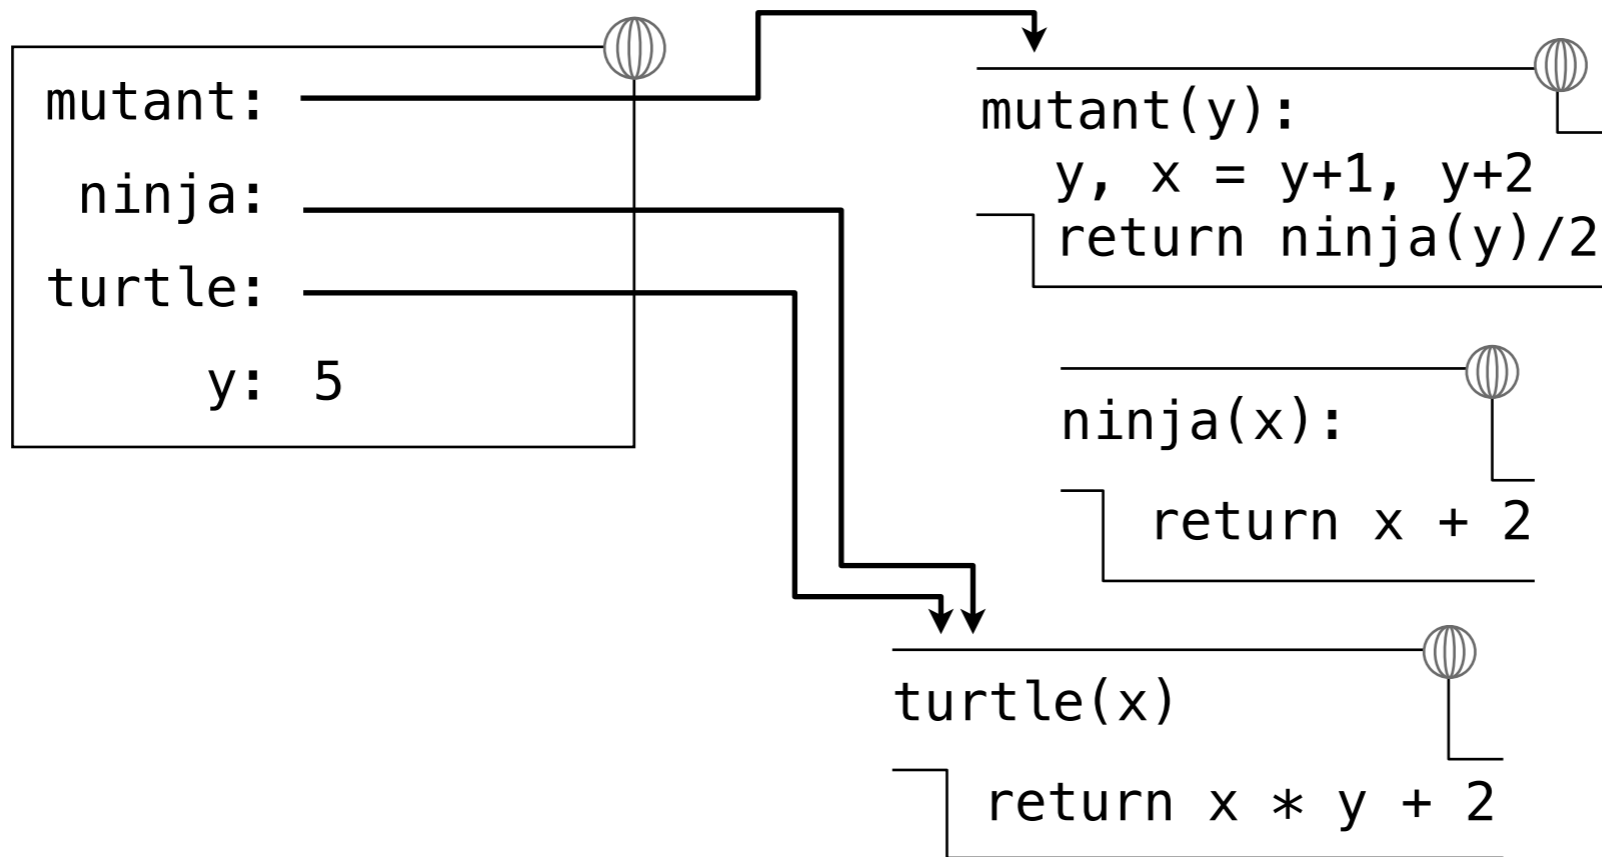 mutant:
ninja:
turtle:
y: 5
mutant(y):
y, x = y+1, y+2
return ninja(y)/2
ninja(x):
return x + 2
turtle(x)
return x * y + 2